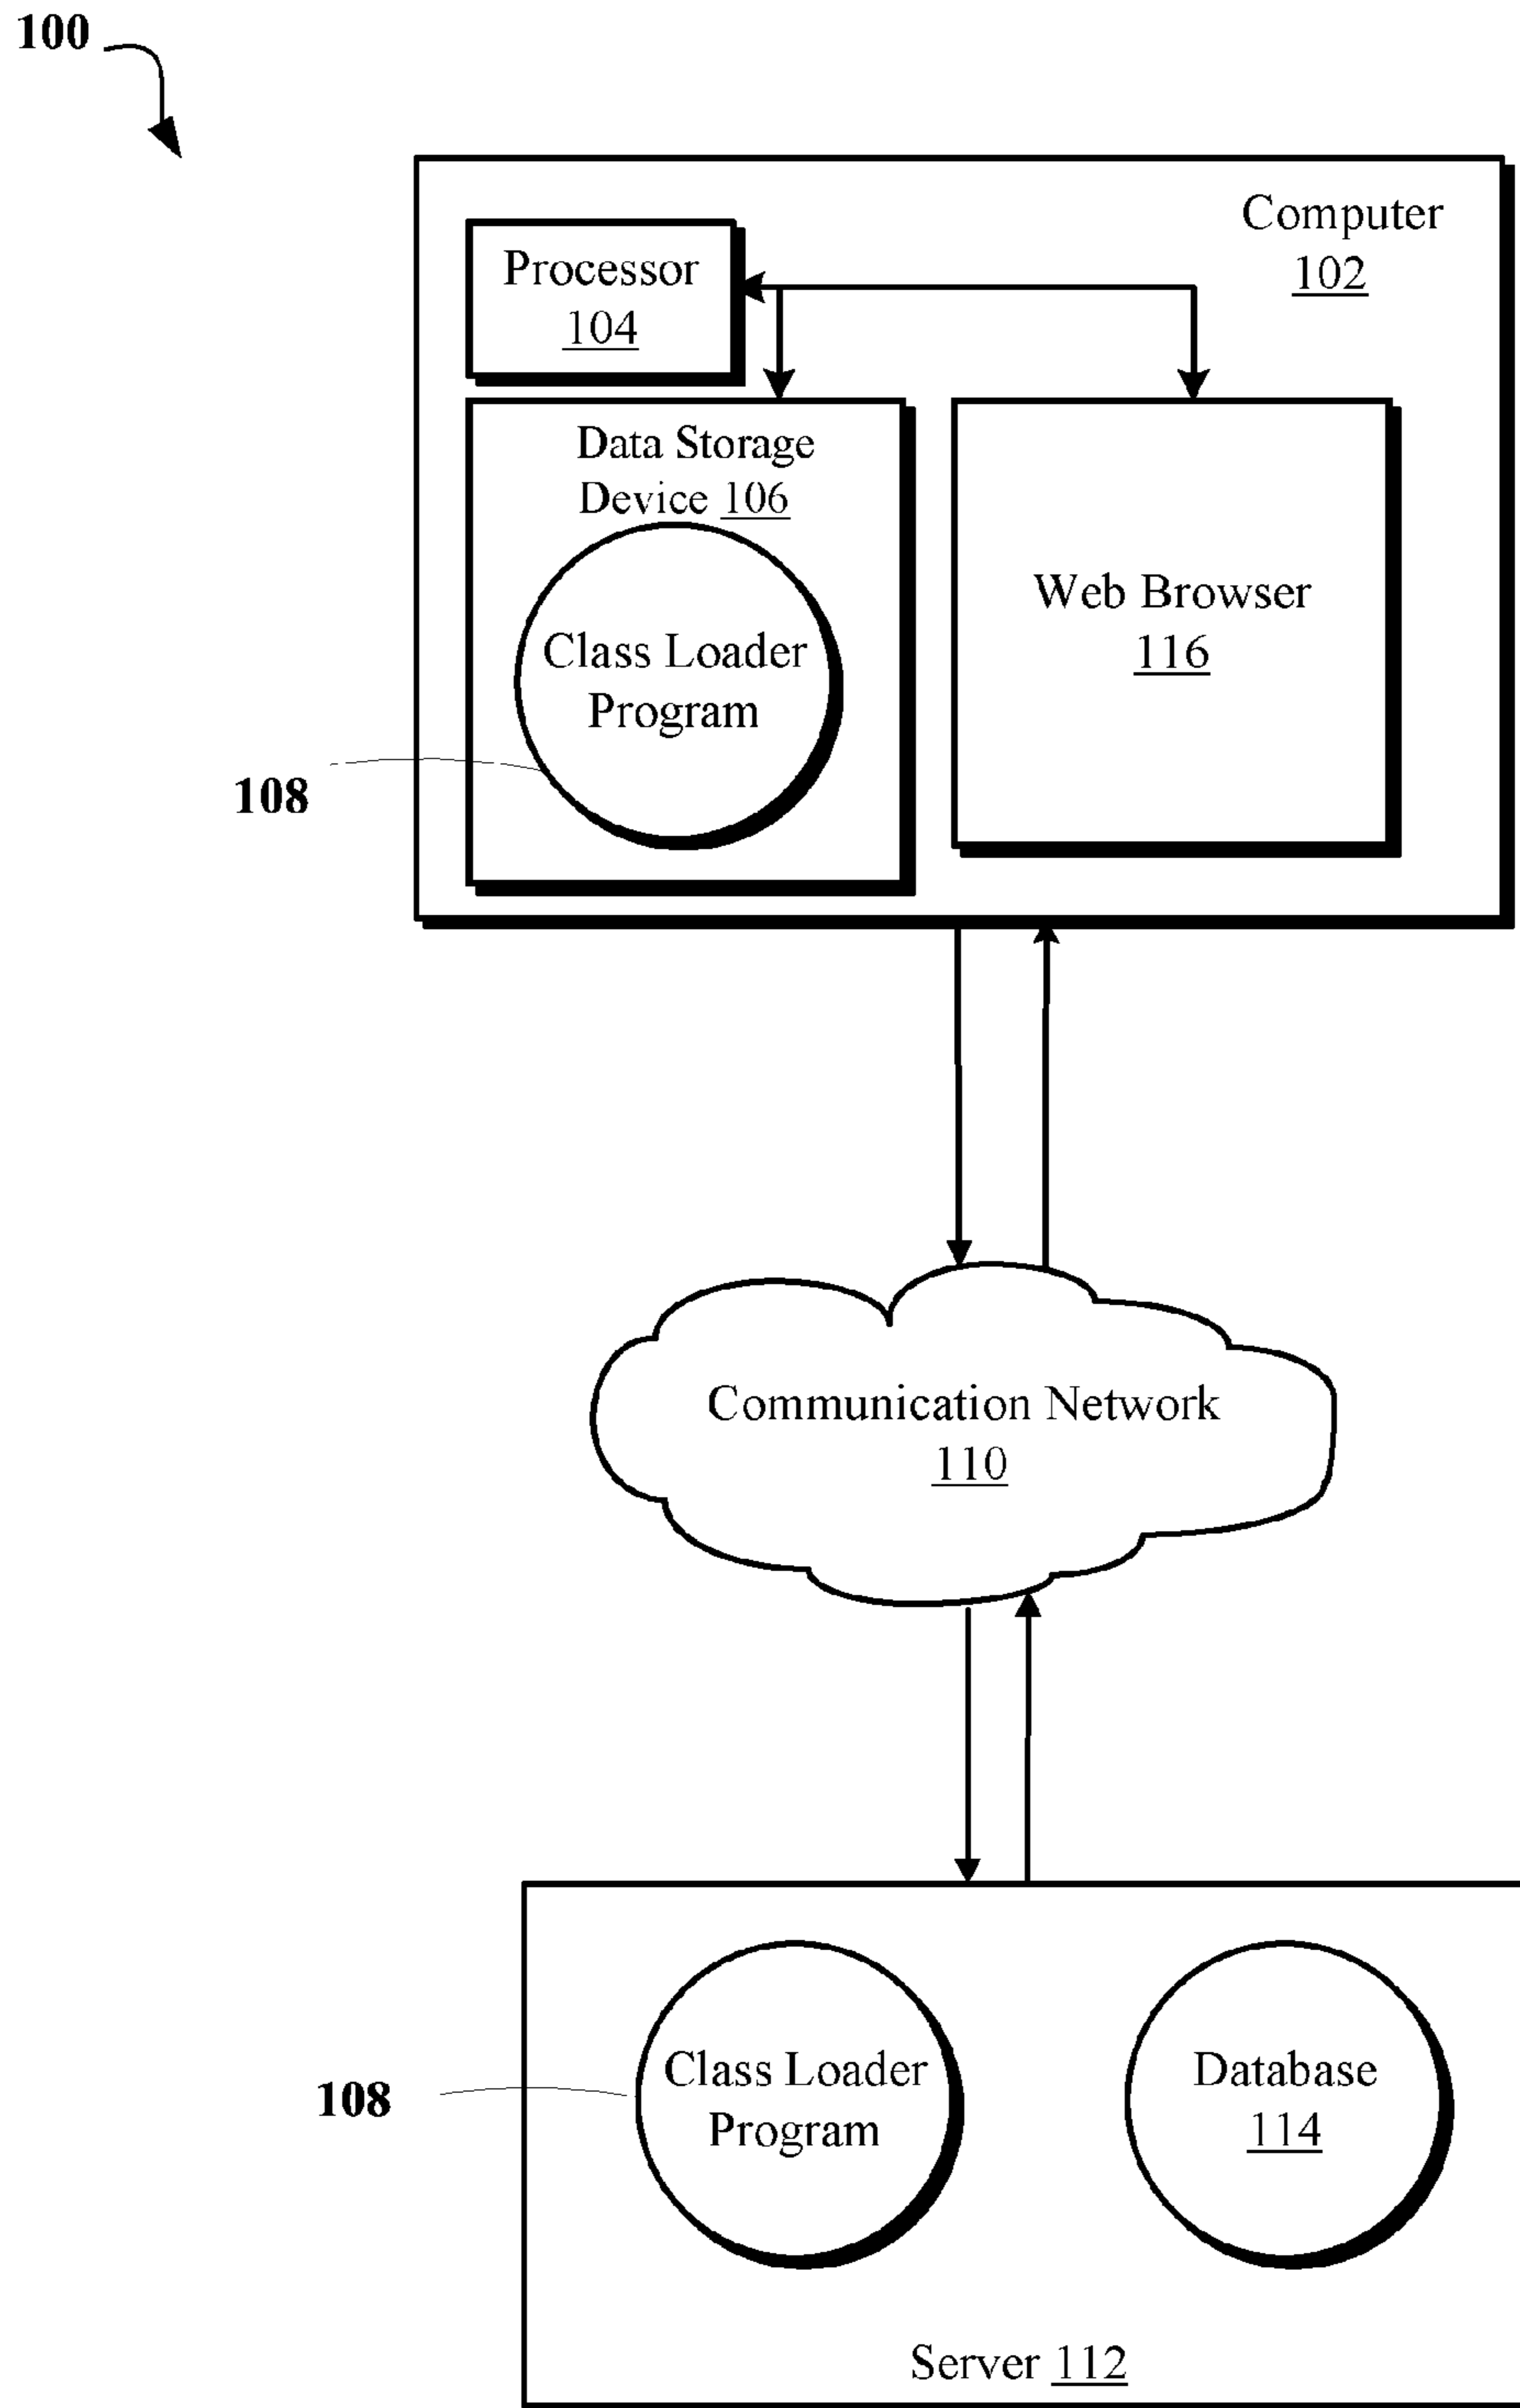 100
Computer
102
Processor
104
Data Storage
Device 106
Class Loader
Program
108
Web Browser
116
Communication Network
110
Class Loader
Program
108
Database
114
Server 112